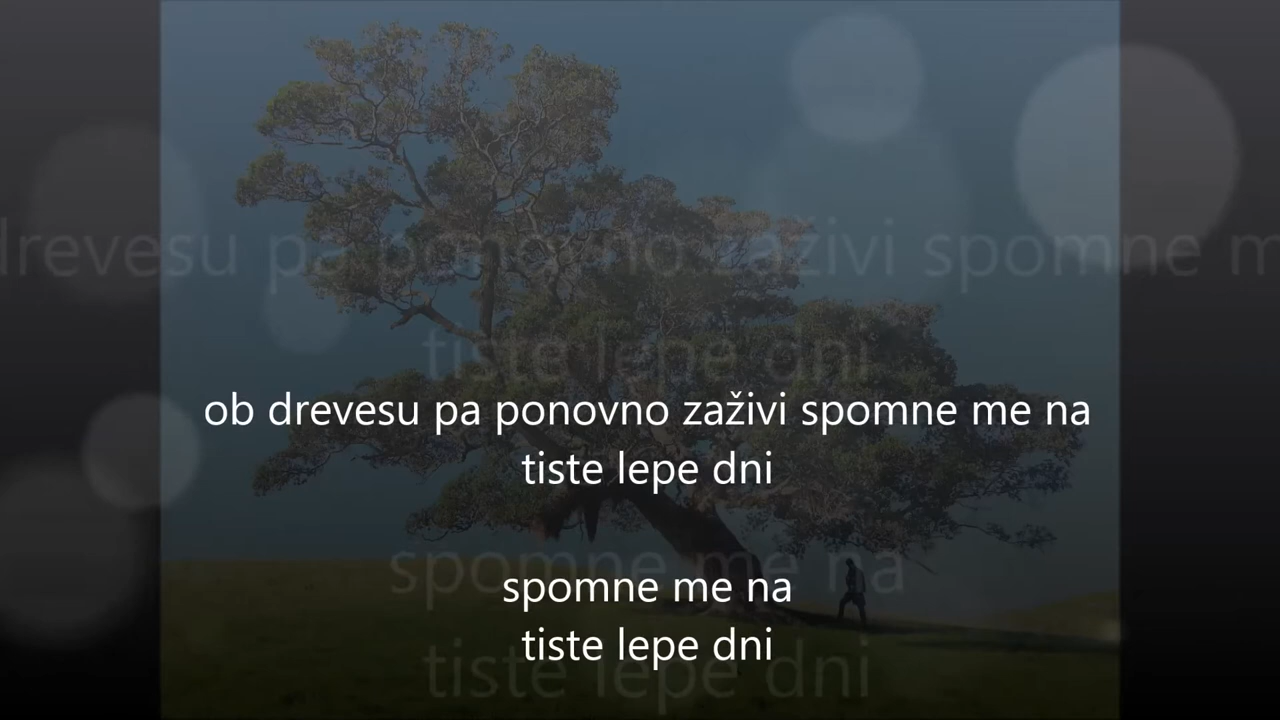 ob drevesu pa ponovno zaživi spomne me na
tiste lepe dni
spomne me na
tiste lepe dni